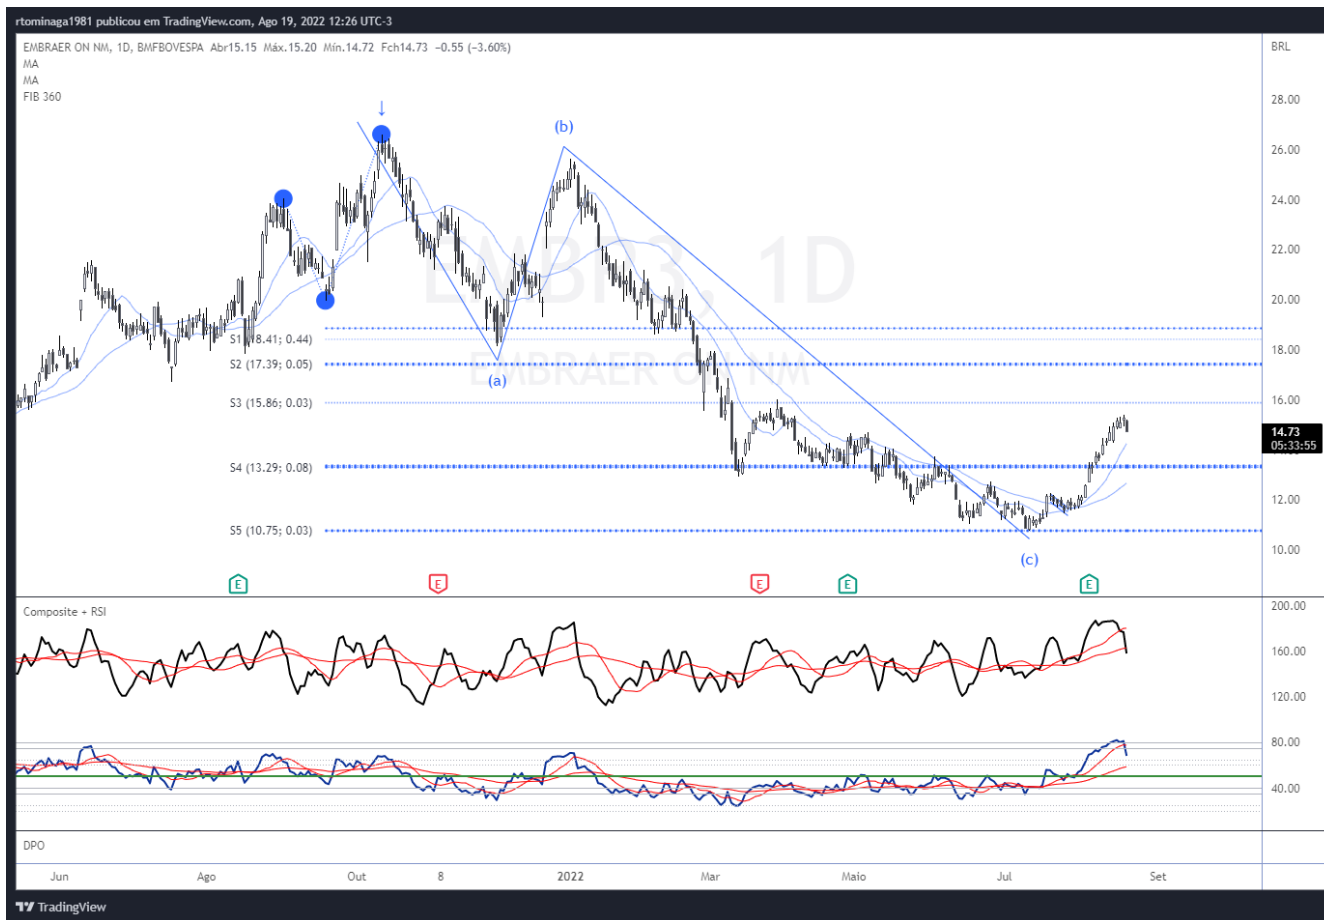 rtominaga1981 publicou em TradingView.com, Ago 19, 2022 12:26 UTC-3
EMBRAER ON NM, 1D, BMFBOVESPA Abr15.15 Máx.15.20 Mín.14.72 Fch14.73 −0.55 (−3.60%)
BRL
MA
MA
FIB 360
28.00
(b)
26.00
24.00
22.00
EMBR3, 1D
20.00
S1 (18.41; 0.44)
18.00
S2 (17.39; 0.05)
EMBRAER ON NM
(a)
S3 (15.86; 0.03)
16.00
14.73
05:33:55
S4 (13.29; 0.08)
12.00
S5 (10.75; 0.03)
10.00
(c)
E E E E E
Composite + RSI
200.00
160.00
120.00
80.00
40.00
DPO
Jun Ago Out 8 2022 Mar Maio Jul Set
TradingView